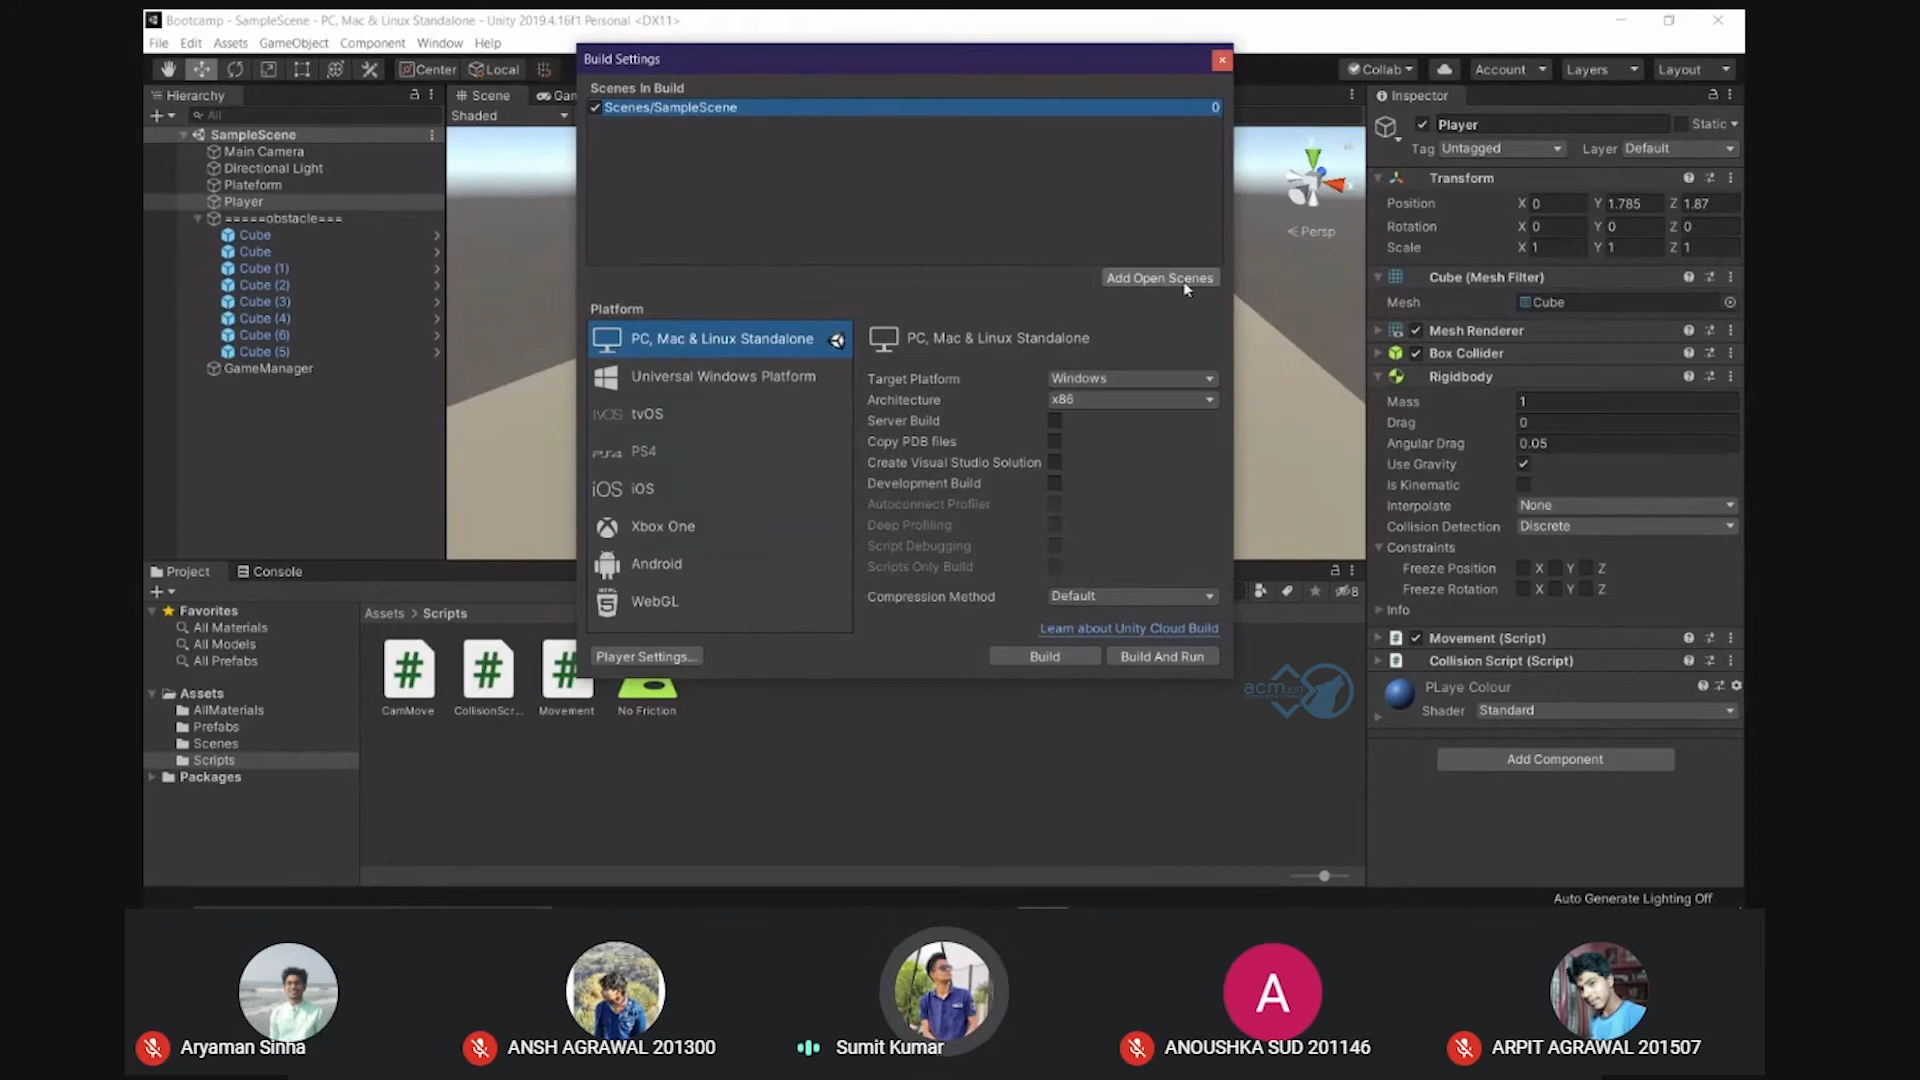 Bootcamp - SampleScene - PC, Mac & Linux Standalone - Unity 2019.4.16f1 Personal <DX11>
File Edit Assets GameObject Component Window Help
Center Local
Collab Account Layers Layout
Hierarchy
All
SampleScene
Main Camera
Directional Light
Plateform
Player
=====obstacle===
Cube
Cube
Cube (1)
Cube (2)
Cube (3)
Cube (4)
Cube (6)
Cube (5)
GameManager
Scene Gam
Shaded
Persp
Build Settings
Scenes In Build
Scenes/SampleScene 0
Add Open Scenes
Platform
PC, Mac & Linux Standalone
Universal Windows Platform
tvOS tvOS
PS4 PS4
iOS iOS
Xbox One
Android
HTML 5 WebGL
PC, Mac & Linux Standalone
Target Platform Windows
Architecture x86
Server Build
Copy PDB files
Create Visual Studio Solution
Development Build
Autoconnect Profiler
Deep Profiling
Script Debugging
Scripts Only Build
Compression Method Default
Learn about Unity Cloud Build
Player Settings...
Build Build And Run
Inspector
Player Static
Tag Untagged Layer Default
Transform
Position X 0 Y 1.785 Z 1.87
Rotation X 0 Y 0 Z 0
Scale X 1 Y 1 Z 1
Cube (Mesh Filter)
Mesh Cube
Mesh Renderer
Box Collider
Rigidbody
Mass 1
Drag 0
Angular Drag 0.05
Use Gravity
Is Kinematic
Interpolate None
Collision Detection Discrete
Constraints
Freeze Position X Y Z
Freeze Rotation X Y Z
Info
Movement (Script)
Collision Script (Script)
PLaye Colour
Shader Standard
Add Component
Project Console
8
Favorites
All Materials
All Models
All Prefabs
Assets
AllMaterials
Prefabs
Scenes
Scripts
Packages
Assets > Scripts
CamMove CollisionScr... Movement No Friction
acm JUIT
Auto Generate Lighting Off
A
Aryaman Sinha
ANSH AGRAWAL 201300
Sumit Kumar
ANOUSHKA SUD 201146
ARPIT AGRAWAL 201507